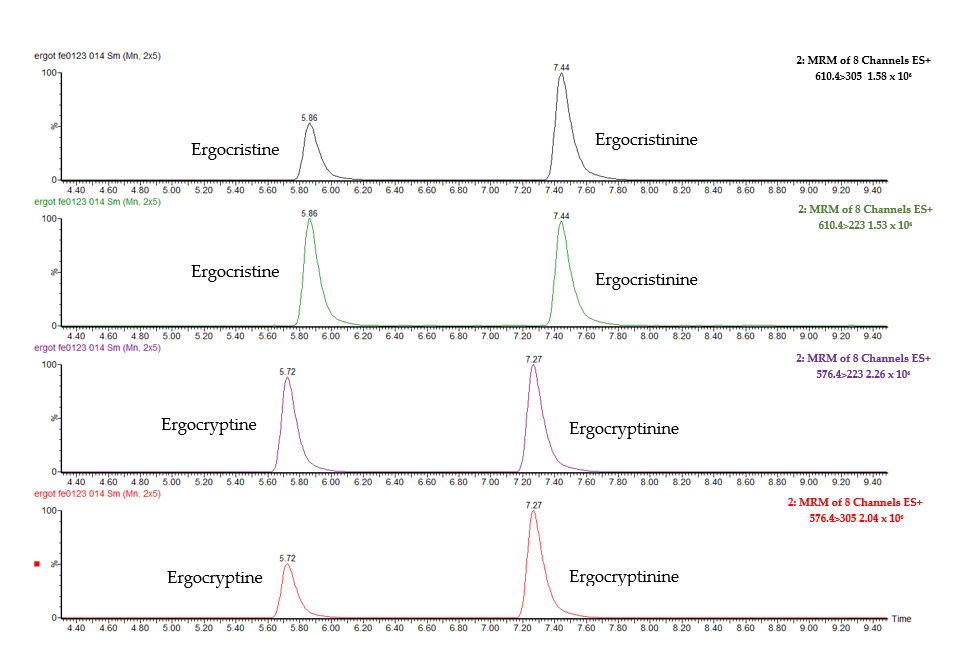 ergot fe0123 014 Sm (Mn, 2x5)
2: MRM of 8 Channels ES+
610.4>305 1.58 x 10⁶
100
%
0
5.86
7.44
Ergocristine
Ergocristinine
4.40 4.60 4.80 5.00 5.20 5.40 5.60 5.80 6.00 6.20 6.40 6.60 6.80 7.00 7.20 7.40 7.60 7.80 8.00 8.20 8.40 8.60 8.80 9.00 9.20 9.40
ergot fe0123 014 Sm (Mn, 2x5)
2: MRM of 8 Channels ES+
610.4>223 1.53 x 10⁶
100
%
0
5.86
7.44
Ergocristine
Ergocristinine
4.40 4.60 4.80 5.00 5.20 5.40 5.60 5.80 6.00 6.20 6.40 6.60 6.80 7.00 7.20 7.40 7.60 7.80 8.00 8.20 8.40 8.60 8.80 9.00 9.20 9.40
ergot fe0123 014 Sm (Mn, 2x5)
2: MRM of 8 Channels ES+
576.4>223 2.26 x 10⁶
100
%
0
5.72
7.27
Ergocryptine
Ergocryptinine
4.40 4.60 4.80 5.00 5.20 5.40 5.60 5.80 6.00 6.20 6.40 6.60 6.80 7.00 7.20 7.40 7.60 7.80 8.00 8.20 8.40 8.60 8.80 9.00 9.20 9.40
ergot fe0123 014 Sm (Mn, 2x5)
2: MRM of 8 Channels ES+
576.4>305 2.04 x 10⁶
100
%
0
5.72
7.27
Ergocryptine
Ergocryptinine
Time
4.40 4.60 4.80 5.00 5.20 5.40 5.60 5.80 6.00 6.20 6.40 6.60 6.80 7.00 7.20 7.40 7.60 7.80 8.00 8.20 8.40 8.60 8.80 9.00 9.20 9.40